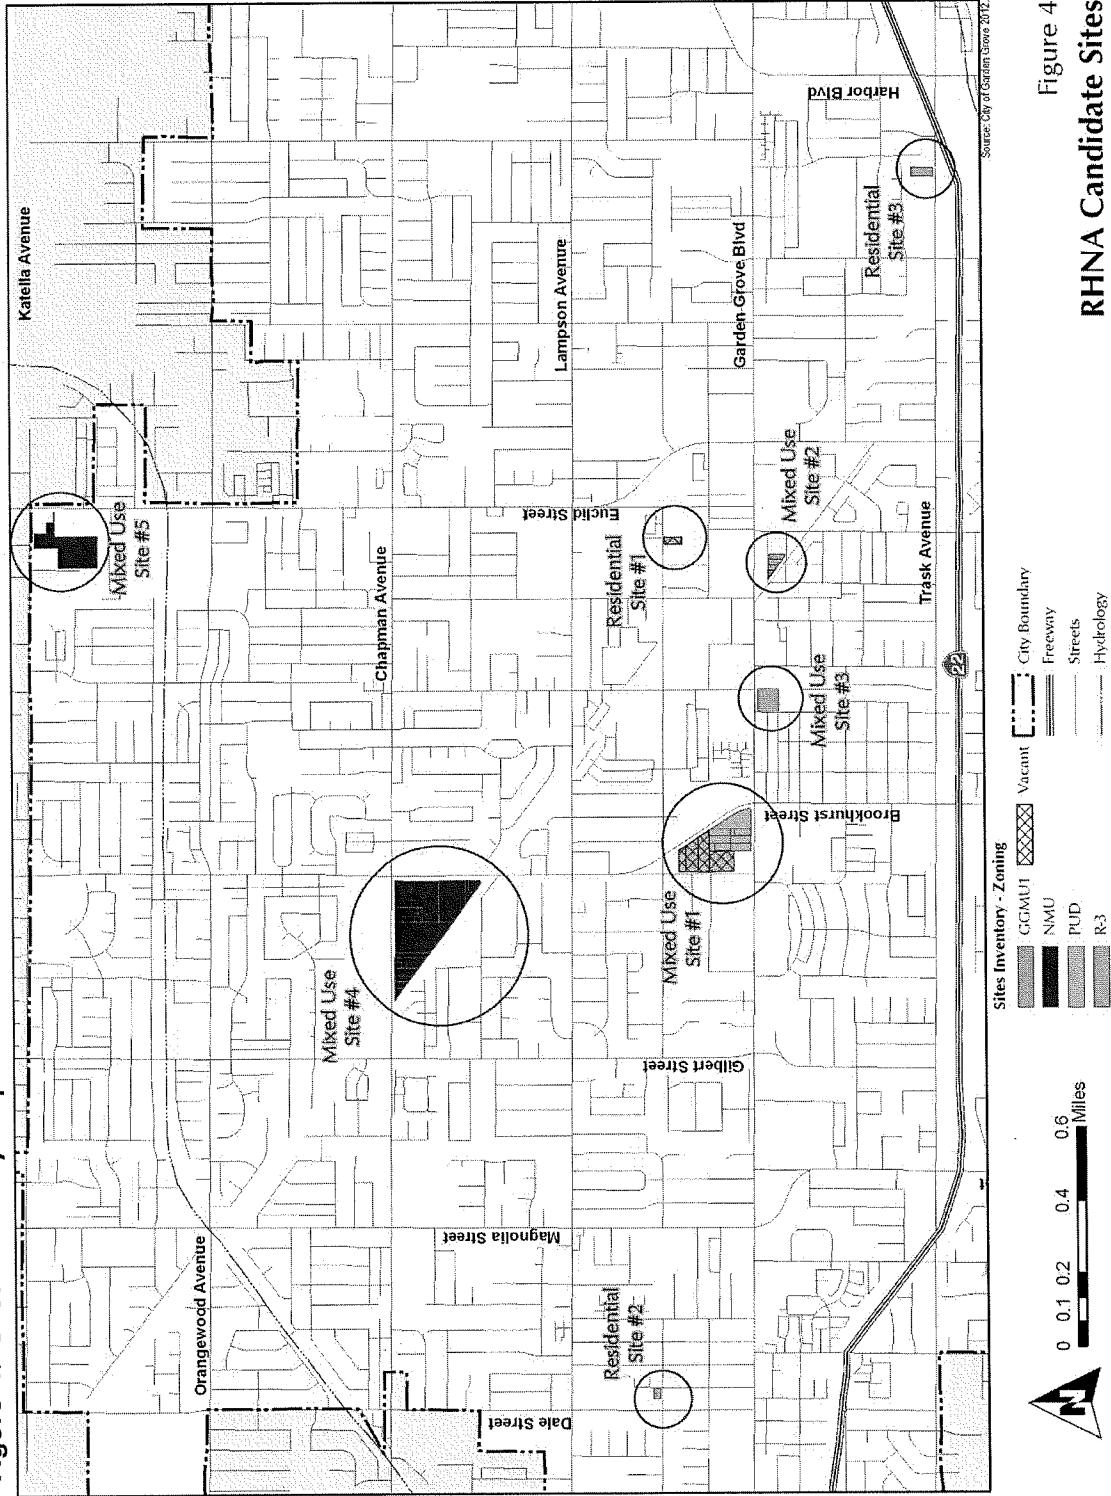 Katella Avenue
Mixed Use
Site #5
Orangewood Avenue
Chapman Avenue
Mixed Use
Site #4
Lampson Avenue
Euclid Street
Magnolia Street
Dale Street
Gilbert Street
Residential
Site #1
Residential
Site #2
Mixed Use
Site #1
Garden Grove Blvd
Mixed Use
Site #2
Mixed Use
Site #3
Brookhurst Street
Harbor Blvd
Residential
Site #3
Trask Avenue
22
Source: City of Garden Grove 2012.
0 0.1 0.2 0.4 0.6
Miles
N
Sites Inventory - Zoning
GGMU1
NMU
PUD
R-3
Vacant
City Boundary
Freeway
Streets
Hydrology
Figure 4
RHNA Candidate Sites